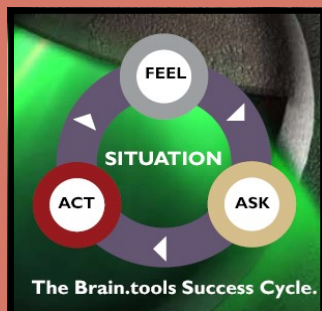 FEEL
SITUATION
ACT
ASK
The Brain.tools Success Cycle.